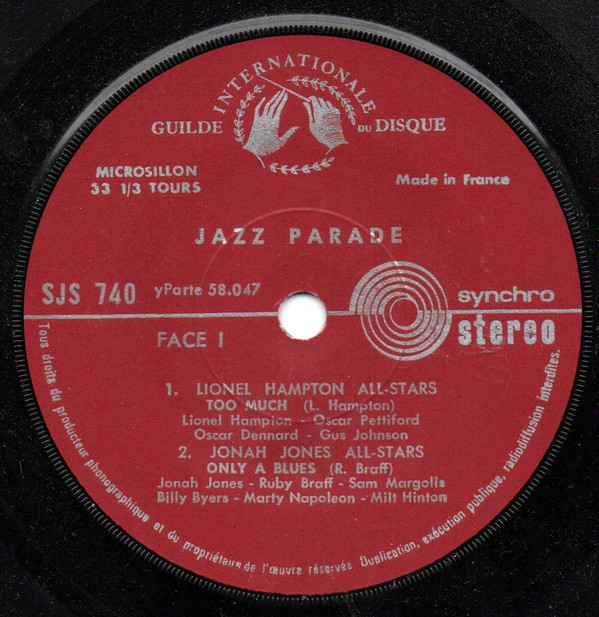 GUILDE INTERNATIONALE DU DISQUE
MICROSILLON
33 1/3 TOURS
Made in France
JAZZ PARADE
SJS 740
yParte 58.047
synchro
stereo
FACE I
1. LIONEL HAMPTON ALL-STARS
TOO MUCH (L. Hampton)
Lionel Hampton - Oscar Pettiford
Oscar Dennard - Gus Johnson
2. JONAH JONES ALL-STARS
ONLY A BLUES (R. Braff)
Jonah Jones - Ruby Braff - Sam Margolis
Billy Byers - Marty Napoleon - Milt Hinton
Tous droits du producteur phonographique et du propriétaire de l'œuvre réservés Duplication, exécution publique, radiodiffusion interdites.